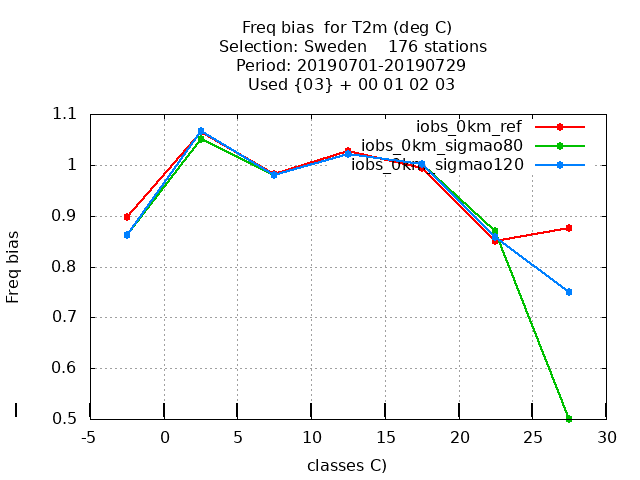 Freq bias  for T2m (deg C)
Selection: Sweden    176 stations
Period: 20190701-20190729
Used {03} + 00 01 02 03
1.1
1
0.9
0.8
0.7
0.6
0.5
Freq bias
iobs_0km_ref
iobs_0km_sigmao80
iobs_0km_sigmao120
-5
0
5
10
15
20
25
30
classes C)